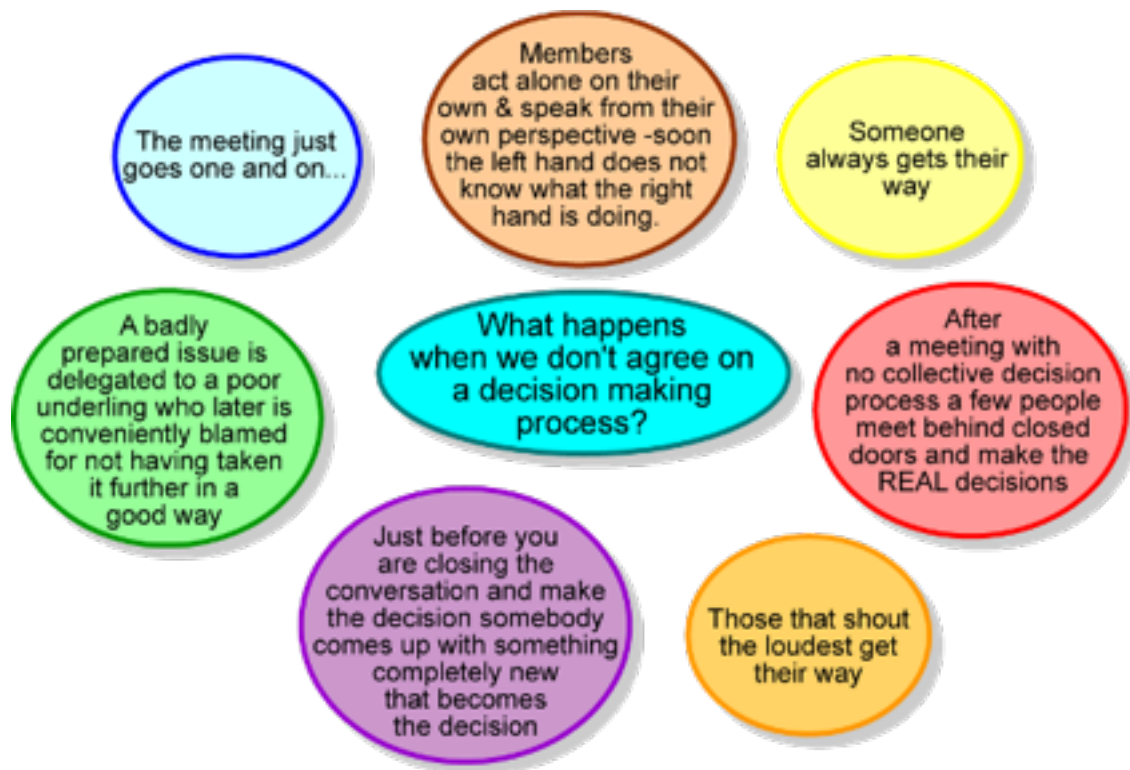 The meeting just
goes one and on...
Members
act alone on their
own & speak from their
own perspective -soon
the left hand does not
know what the right
hand is doing.
Someone
always gets their
way
A badly
prepared issue is
delegated to a poor
underling who later is
conveniently blamed
for not having taken
it further in a
good way
What happens
when we don't agree on
a decision making
process?
After
a meeting with
no collective decision
process a few people
meet behind closed
doors and make the
REAL decisions
Just before you
are closing the
conversation and make
the decision somebody
comes up with something
completely new
that becomes
the decision
Those that shout
the loudest get
their way